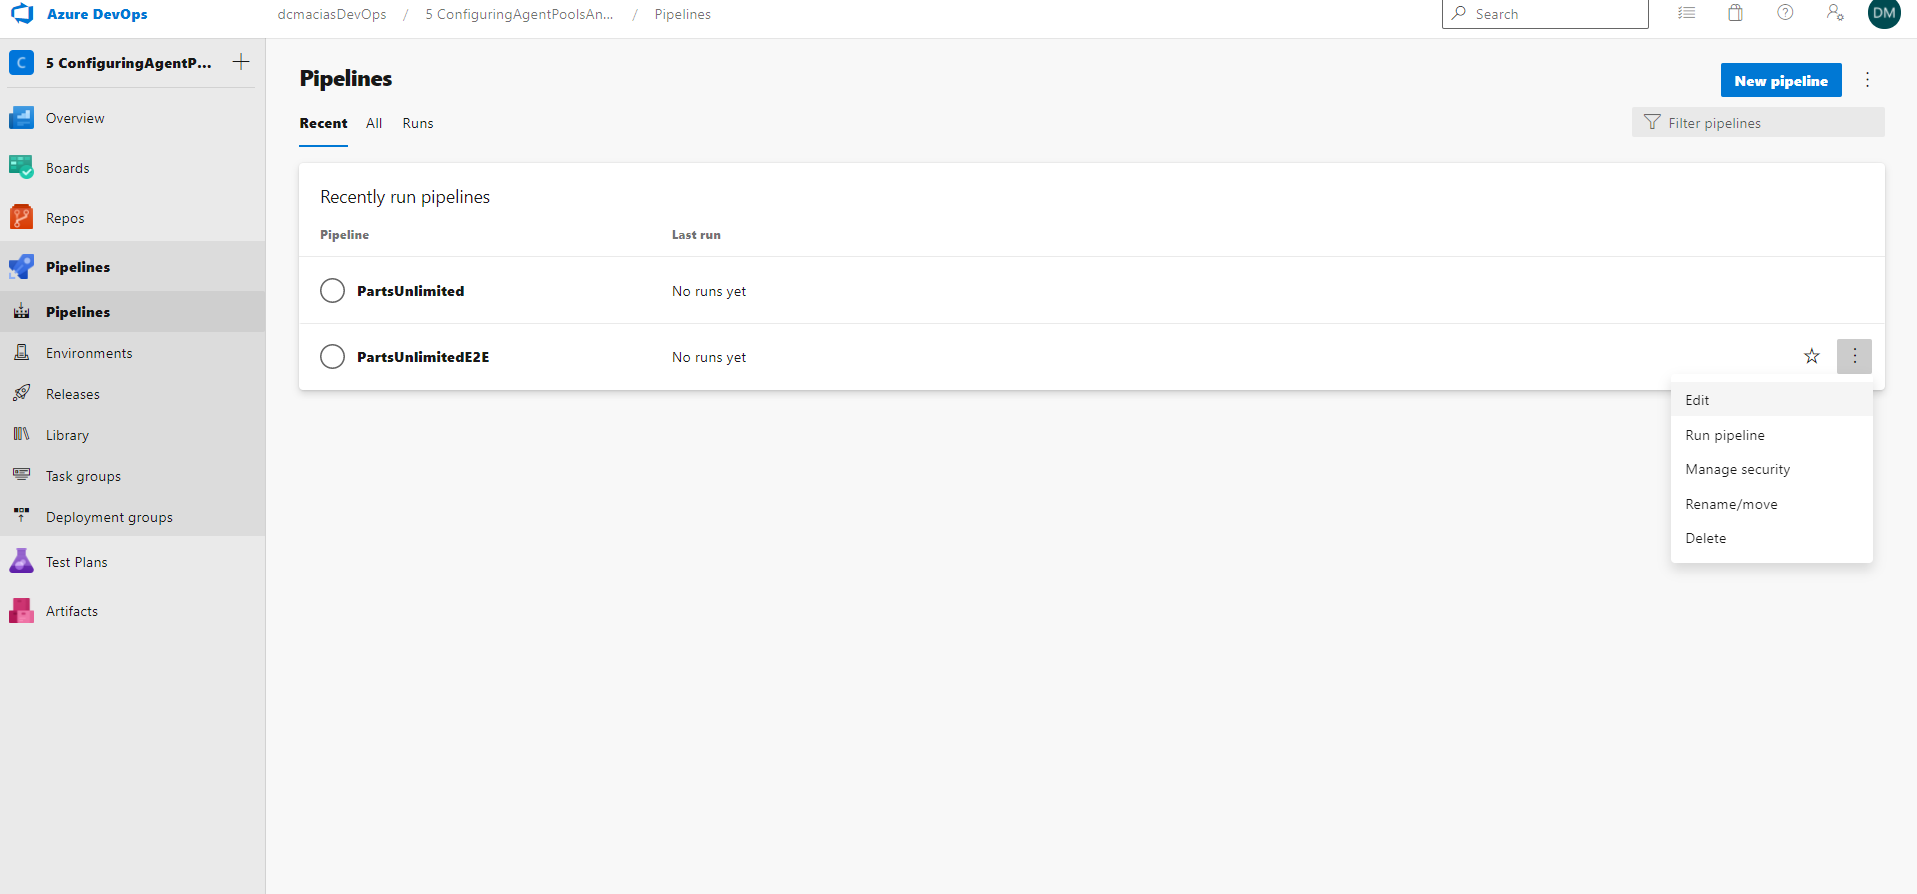 Azure DevOps
dcmaciasDevOps / 5 ConfiguringAgentPoolsAn... / Pipelines
Search
DM
C
5 ConfiguringAgentP...
Overview
Boards
Repos
Pipelines
Pipelines
Environments
Releases
Library
Task groups
Deployment groups
Test Plans
Artifacts
Pipelines
New pipeline
Recent All Runs
Filter pipelines
Recently run pipelines
Pipeline Last run
PartsUnlimited No runs yet
PartsUnlimitedE2E No runs yet
Edit
Run pipeline
Manage security
Rename/move
Delete